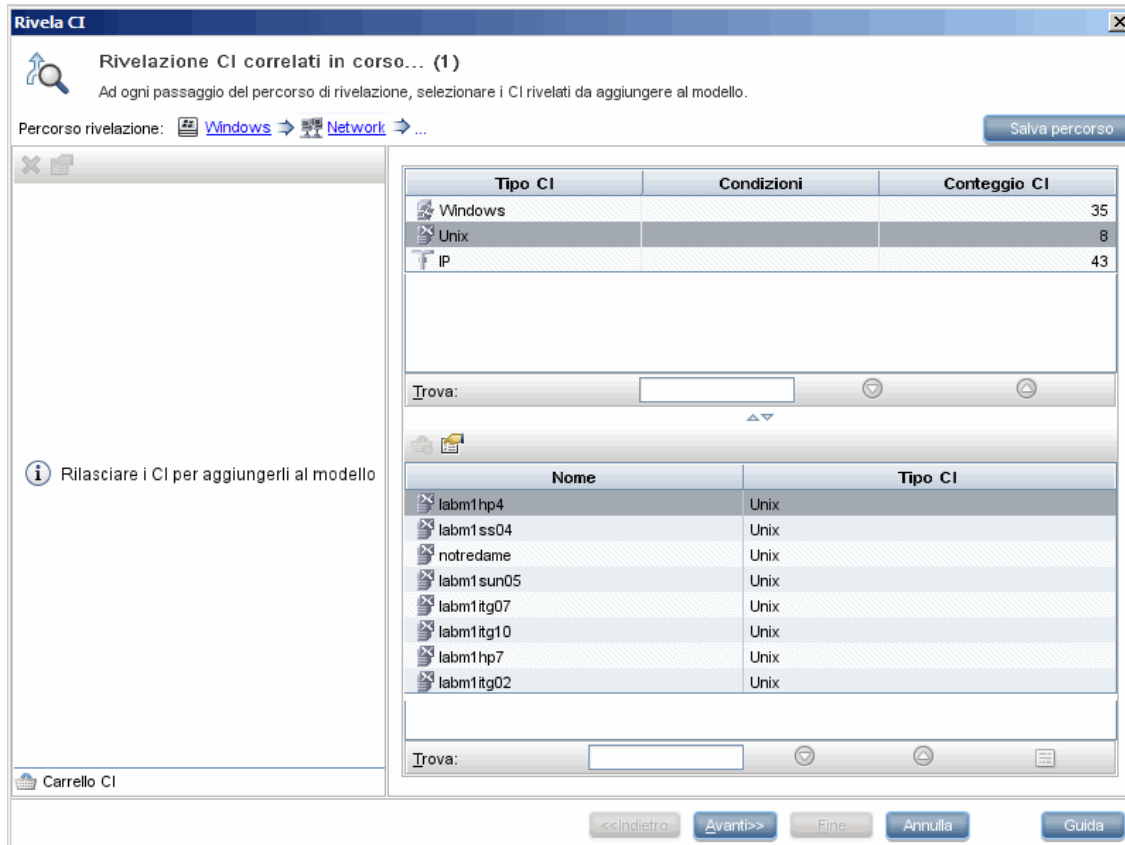 Rivela CI
Rivelazione CI correlati in corso... (1)
Ad ogni passaggio del percorso di rivelazione, selezionare i CI rivelati da aggiungere al modello.
Percorso rivelazione: Windows Network ...
Salva percorso
Tipo CI Condizioni Conteggio CI
Windows 35
Unix 8
IP 43
Trova:
Rilasciare i CI per aggiungerli al modello
Nome Tipo CI
labm1hp4 Unix
labm1ss04 Unix
notredame Unix
labm1sun05 Unix
labm1itg07 Unix
labm1itg10 Unix
labm1hp7 Unix
labm1itg02 Unix
Trova:
Carrello CI
<<Indietro Avanti>> Fine Annulla Guida